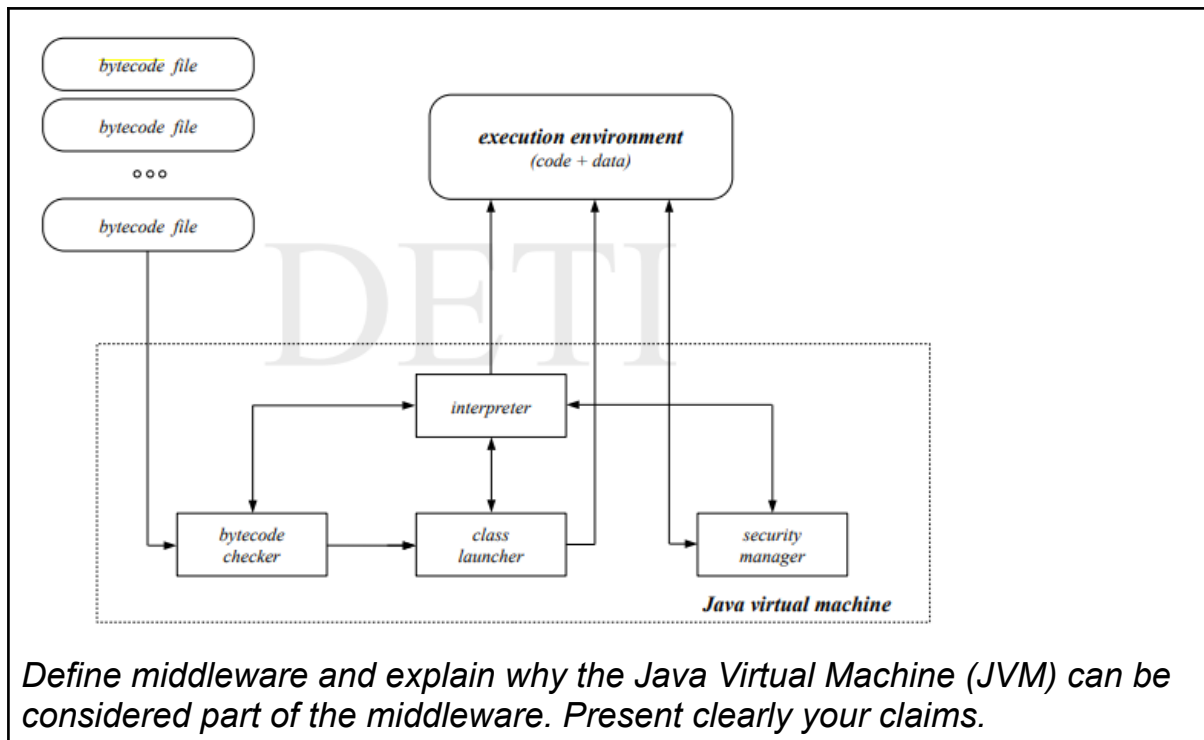 bytecode file
bytecode file
bytecode file
execution environment
(code + data)
DETI
interpreter
bytecode
checker
class
launcher
security
manager
Java virtual machine
Define middleware and explain why the Java Virtual Machine (JVM) can be
considered part of the middleware. Present clearly your claims.